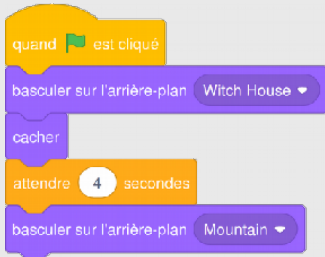 quand est cliqué
basculer sur l'arrière-plan Witch House
cacher
attendre 4 secondes
basculer sur l'arrière-plan Mountain